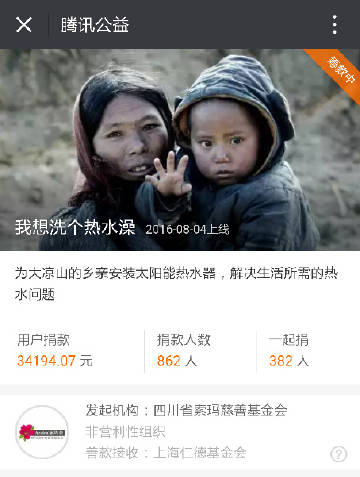 腾讯公益
募款中
我想洗个热水澡 2016-08-04上线
为大凉山的乡亲安装太阳能热水器，解决生活所需的热
水问题
用户捐款 捐款人数 一起捐
34194.07 元 862 人 382 人
发起机构：四川省索玛慈善基金会
非营利性组织
善款接收：上海仁德基金会
?